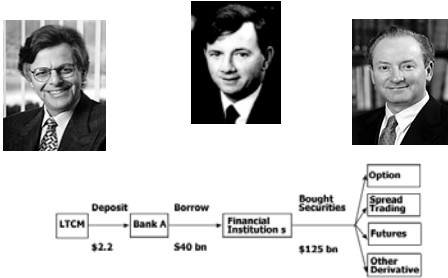 Option
Deposit
Borrow
Bought
Securities
Spread
Trading
LTCM
Bank A
Financial
Institution s
Futures
$2.2
$40 bn
$125 bn
Other
Derivative